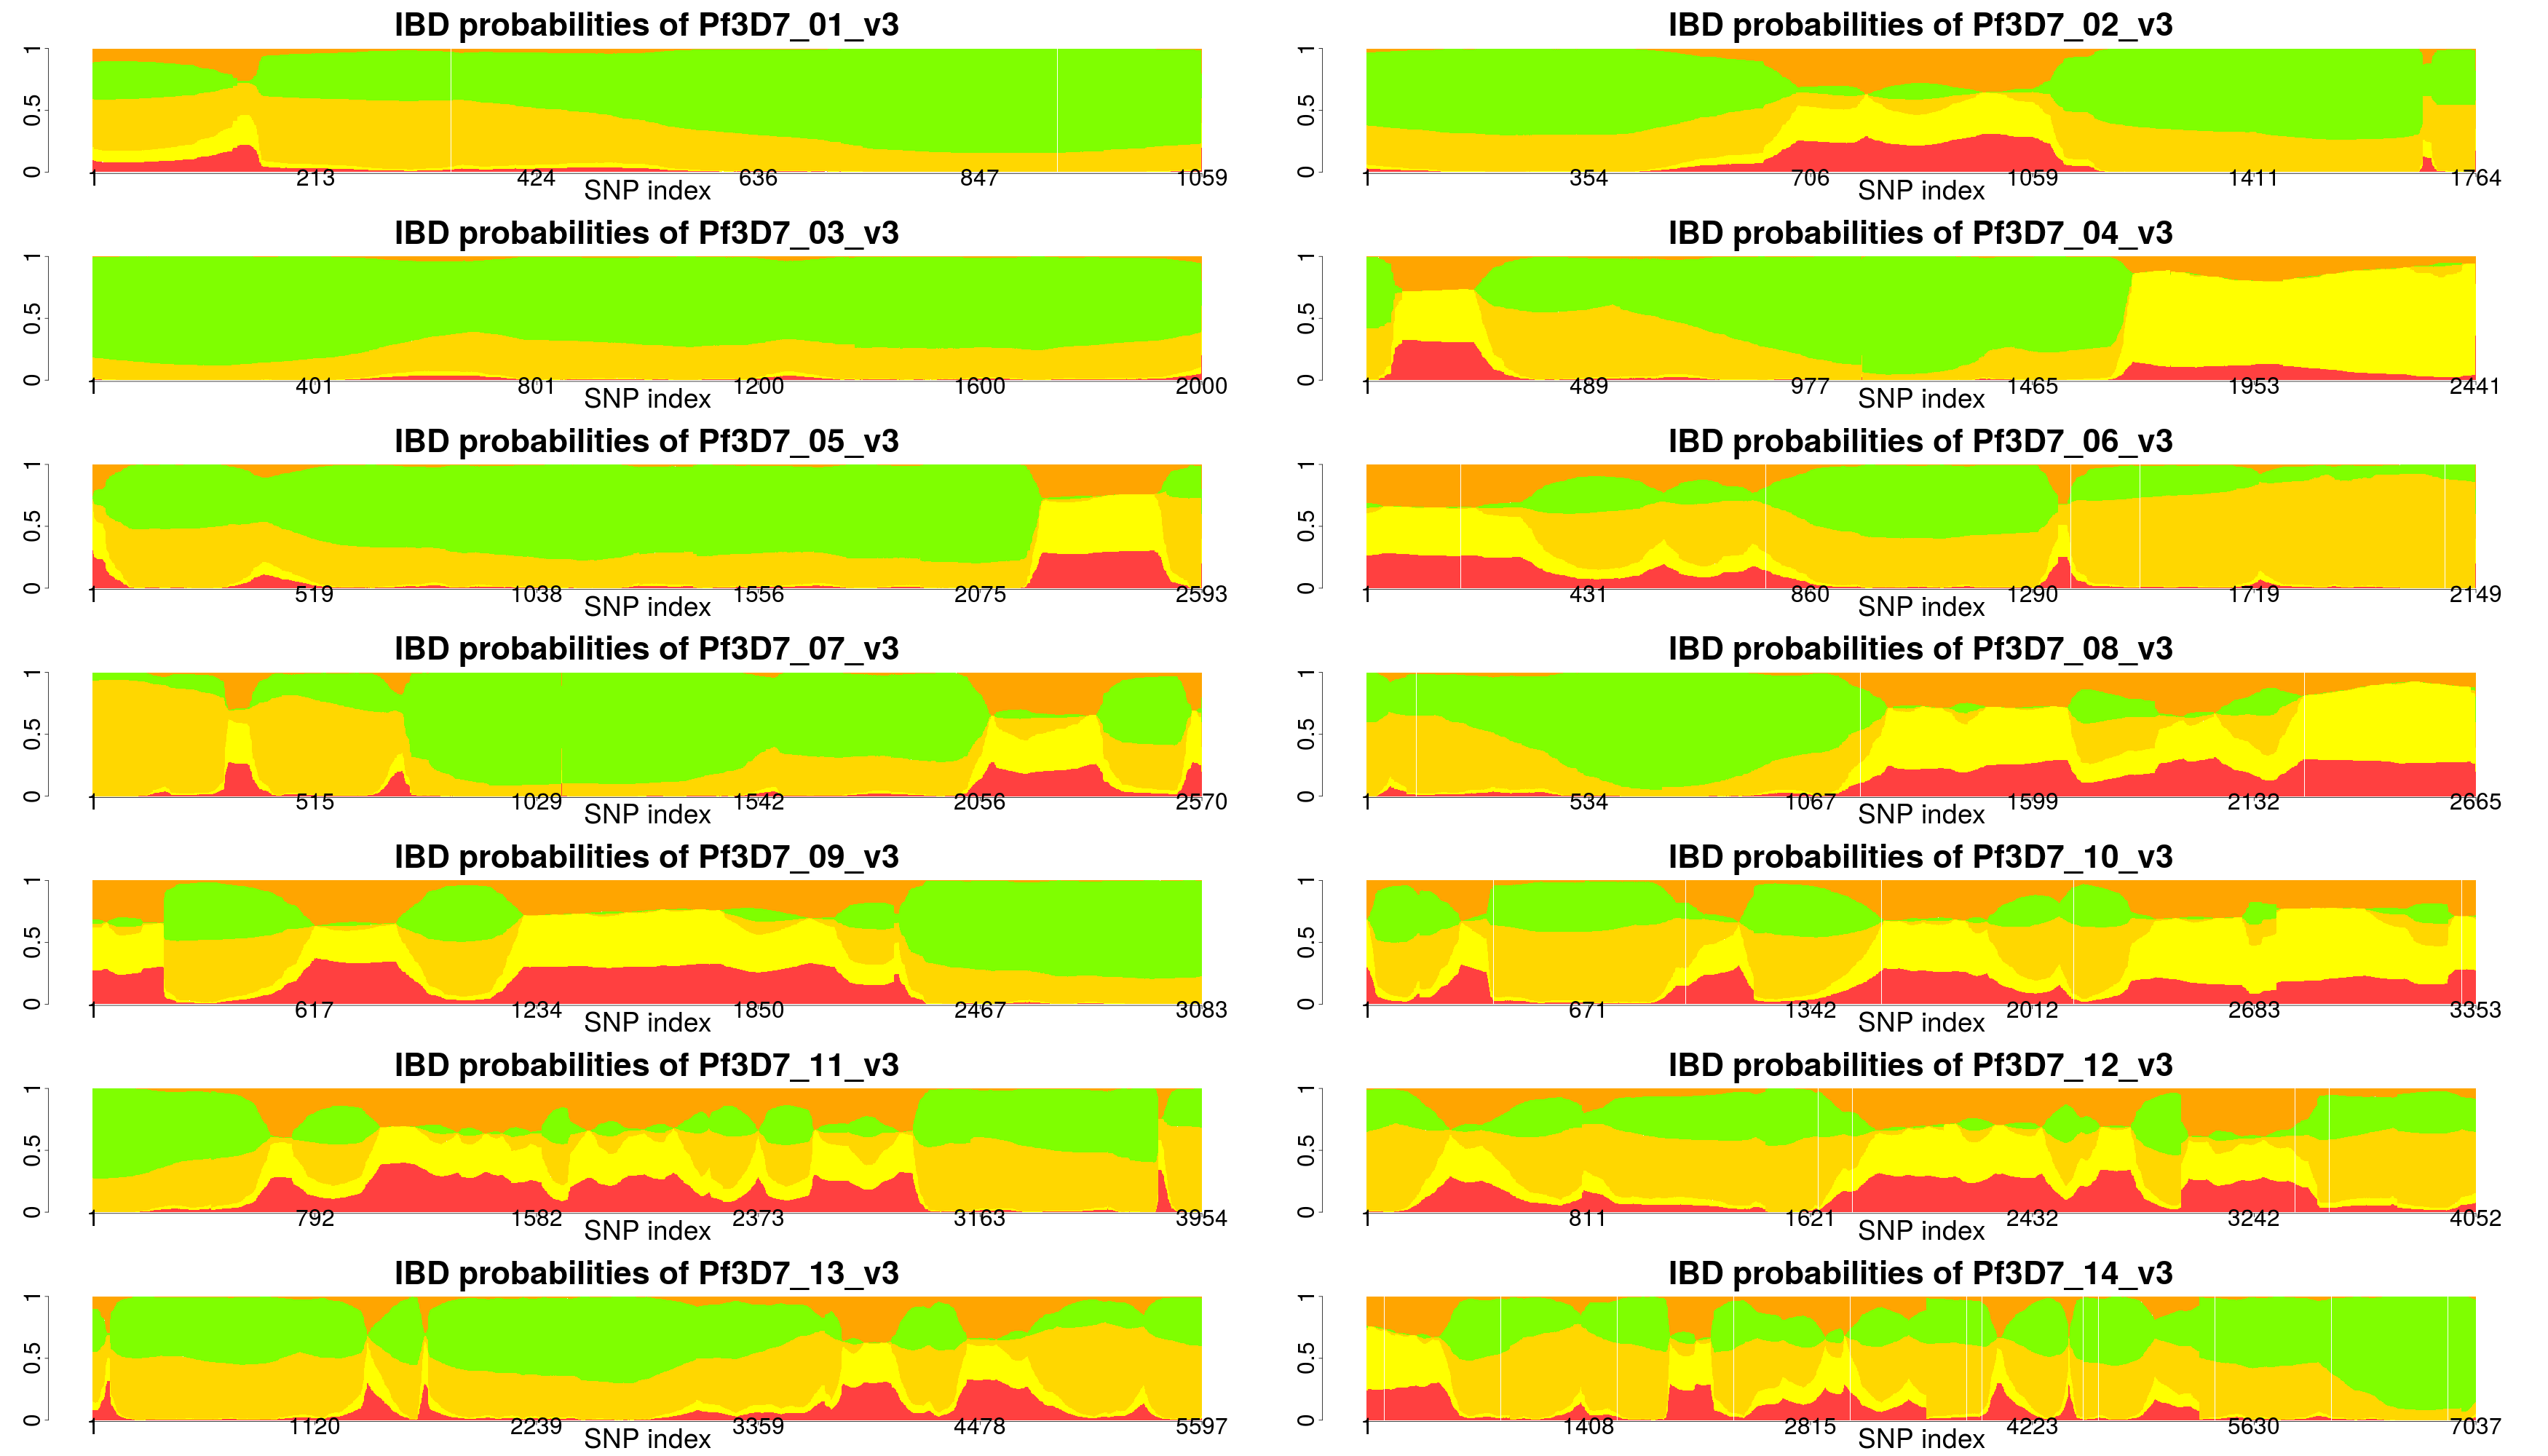 IBD probabilities of Pf3D7_01_v3
0 0.5 1
1 213 424 636 847 1059
SNP index
IBD probabilities of Pf3D7_02_v3
0 0.5 1
1 354 706 1059 1411 1764
SNP index
IBD probabilities of Pf3D7_03_v3
0 0.5 1
1 401 801 1200 1600 2000
SNP index
IBD probabilities of Pf3D7_04_v3
0 0.5 1
1 489 977 1465 1953 2441
SNP index
IBD probabilities of Pf3D7_05_v3
0 0.5 1
1 519 1038 1556 2075 2593
SNP index
IBD probabilities of Pf3D7_06_v3
0 0.5 1
1 431 860 1290 1719 2149
SNP index
IBD probabilities of Pf3D7_07_v3
0 0.5 1
1 515 1029 1542 2056 2570
SNP index
IBD probabilities of Pf3D7_08_v3
0 0.5 1
1 534 1067 1599 2132 2665
SNP index
IBD probabilities of Pf3D7_09_v3
0 0.5 1
1 617 1234 1850 2467 3083
SNP index
IBD probabilities of Pf3D7_10_v3
0 0.5 1
1 671 1342 2012 2683 3353
SNP index
IBD probabilities of Pf3D7_11_v3
0 0.5 1
1 792 1582 2373 3163 3954
SNP index
IBD probabilities of Pf3D7_12_v3
0 0.5 1
1 811 1621 2432 3242 4052
SNP index
IBD probabilities of Pf3D7_13_v3
0 0.5 1
1 1120 2239 3359 4478 5597
SNP index
IBD probabilities of Pf3D7_14_v3
0 0.5 1
1 1408 2815 4223 5630 7037
SNP index